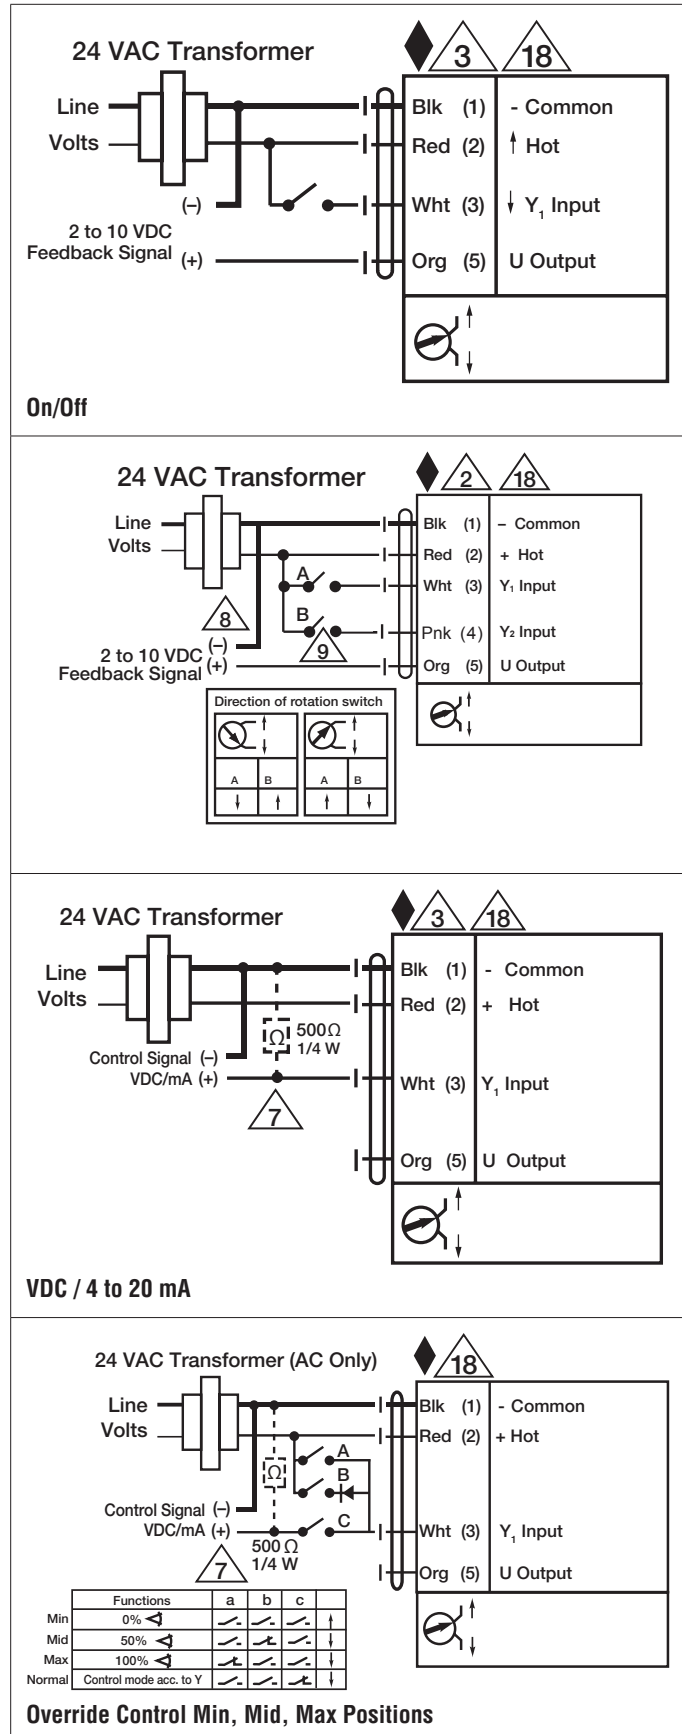 24 VAC Transformer
3
18
Line
Volts
Blk (1) - Common
Red (2) ↑ Hot
(–)
Wht (3) ↓ Y1 Input
2 to 10 VDC
Feedback Signal (+)
Org (5) U Output
On/Off
24 VAC Transformer
2
18
Line
Volts
Blk (1) – Common
Red (2) + Hot
A
Wht (3) Y1 Input
8
B
9
Pnk (4) Y2 Input
2 to 10 VDC (–)
Feedback Signal (+)
Org (5) U Output
Direction of rotation switch
A B A B
24 VAC Transformer
3
18
Line
Volts
Blk (1) - Common
Red (2) + Hot
Ω 500Ω
1/4 W
Control Signal (–)
VDC/mA (+)
Wht (3) Y1 Input
7
Org (5) U Output
VDC / 4 to 20 mA
24 VAC Transformer (AC Only)
18
Line
Volts
Blk (1) - Common
Red (2) + Hot
A
Ω
B
Control Signal (–)
VDC/mA (+)
C
Wht (3) Y1 Input
7
500 Ω
1/4 W
Org (5) U Output
Functions a b c
Min 0%
Mid 50%
Max 100%
Normal Control mode acc. to Y
Override Control Min, Mid, Max Positions